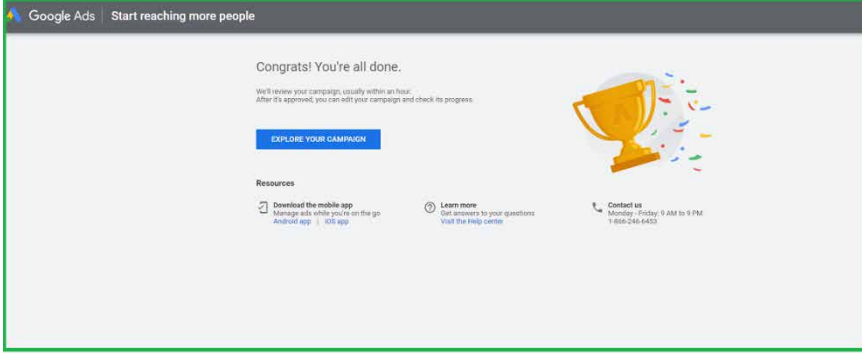 Google Ads | Start reaching more people
Congrats! You're all done.
We'll review your campaign, usually within an hour.
After it's approved, you can edit your campaign and check its progress.
EXPLORE YOUR CAMPAIGN
Resources
Download the mobile app
Manage ads while you're on the go
Android app | iOS app
Learn more
Get answers to your questions
Visit the Help center
Contact us
Monday - Friday, 9 AM to 9 PM
1-866-246-6453